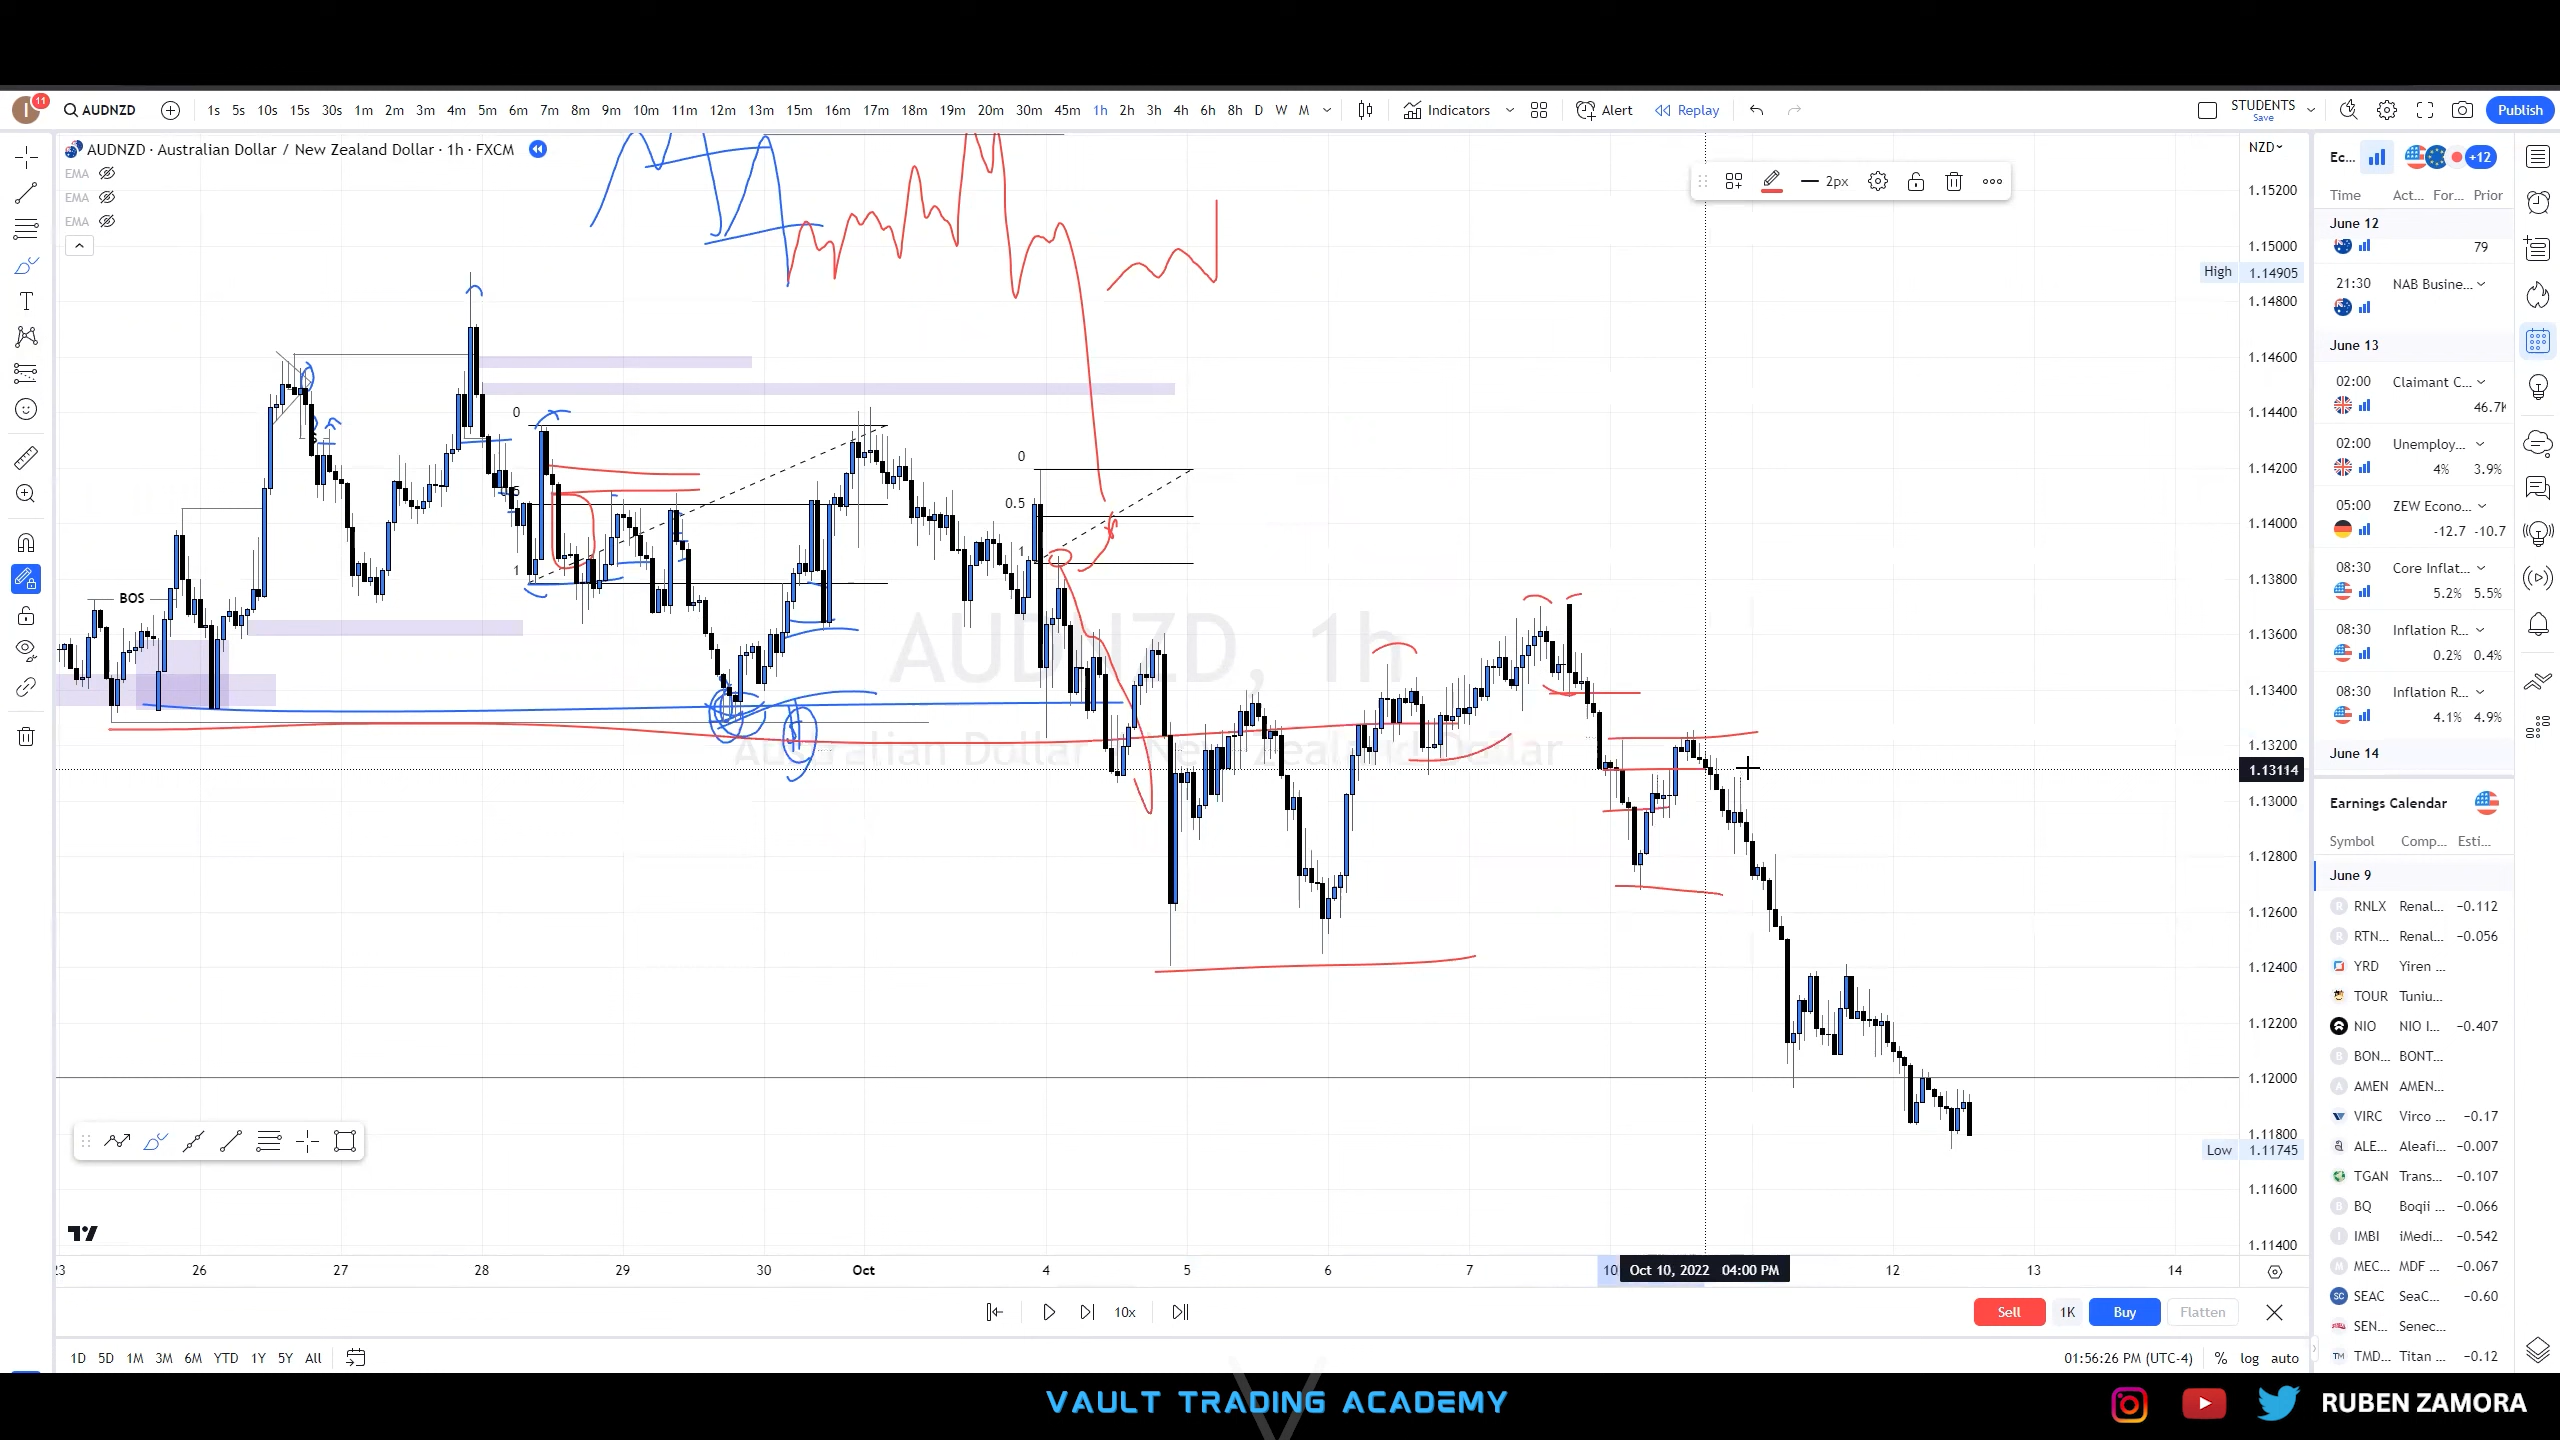 11
AUDNZD
1s 5s 10s 15s 30s 1m 2m 3m 4m 5m 6m 7m 8m 9m 10m 11m 12m 13m 15m 16m 17m 18m 19m 20m 30m 45m 1h 2h 3h 4h 6h 8h D W M
Indicators
Alert
Replay
STUDENTS
Save
Publish
AUDNZD · Australian Dollar / New Zealand Dollar · 1h · FXCM
EMA
EMA
EMA
2px
NZD
1.15200
1.15000
High 1.14905
1.14800
1.14600
1.14400
1.14200
1.14000
1.13800
1.13600
1.13400
1.13200
1.13114
1.13000
1.12800
1.12600
1.12400
1.12200
1.12000
1.11800
Low 1.11745
1.11600
1.11400
BOS
0
1
0
0.5
1
AUDNZD, 1h
Australian Dollar / New Zealand Dollar
23 26 27 28 29 30 Oct 4 5 6 7 10
Oct 10, 2022 04:00 PM
12 13 14
10x
Sell
1K
Buy
Flatten
1D 5D 1M 3M 6M YTD 1Y 5Y All
01:56:26 PM (UTC-4)
% log auto
Ec...
+12
Time Act... For... Prior
June 12
79
21:30 NAB Busine...
June 13
02:00 Claimant C...
46.7K
02:00 Unemploy...
4% 3.9%
05:00 ZEW Econo...
-12.7 -10.7
08:30 Core Inflat...
5.2% 5.5%
08:30 Inflation R...
0.2% 0.4%
08:30 Inflation R...
4.1% 4.9%
June 14
Earnings Calendar
Symbol Comp... Esti...
June 9
RNLX Renal... −0.112
RTN... Renal... −0.056
YRD Yiren ...
TOUR Tuniu...
NIO NIO I... −0.407
BON... BONT...
AMEN AMEN...
VIRC Virco ... −0.17
ALE... Aleafi... −0.007
TGAN Trans... −0.107
BQ Boqii ... −0.066
IMBI iMedi... −0.542
MEC... MDF ... −0.067
SEAC SeaC... −0.60
SEN... Senec...
TMD... Titan ... −0.12
VAULT TRADING ACADEMY
RUBEN ZAMORA